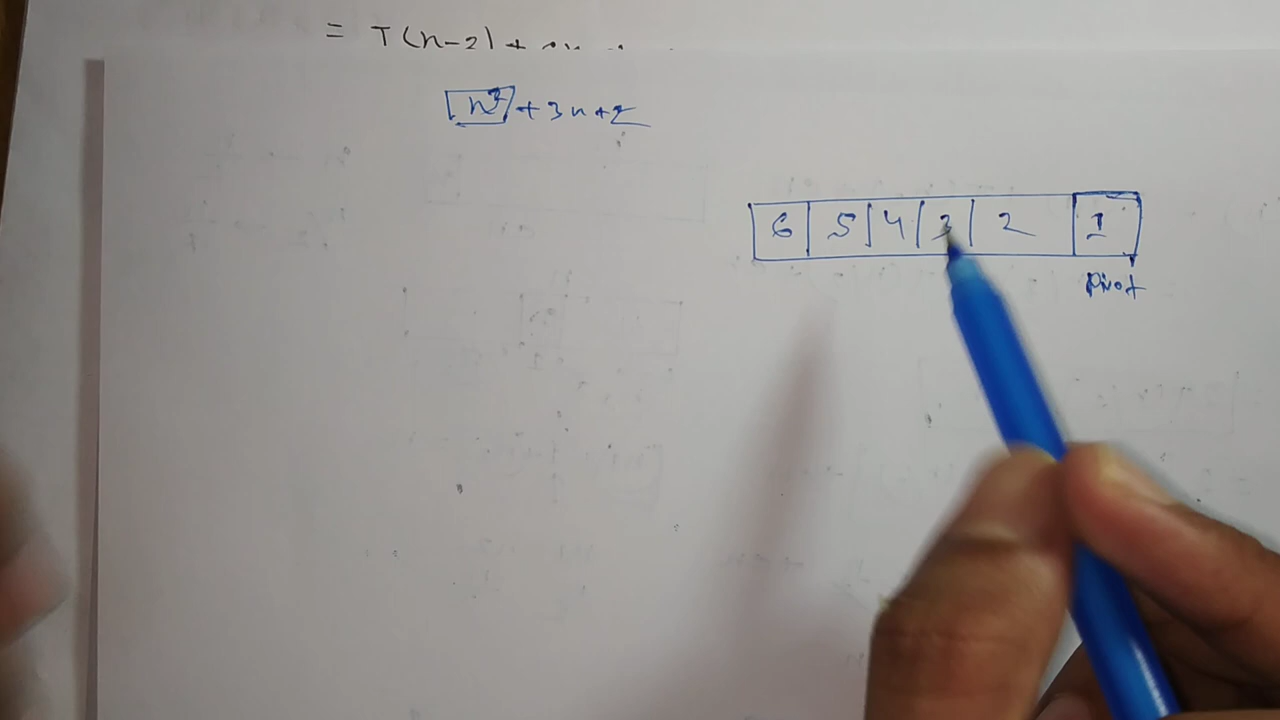 = T(n-2) +
n² + 3n + 2
6 5 4 3 2 1
Pivot